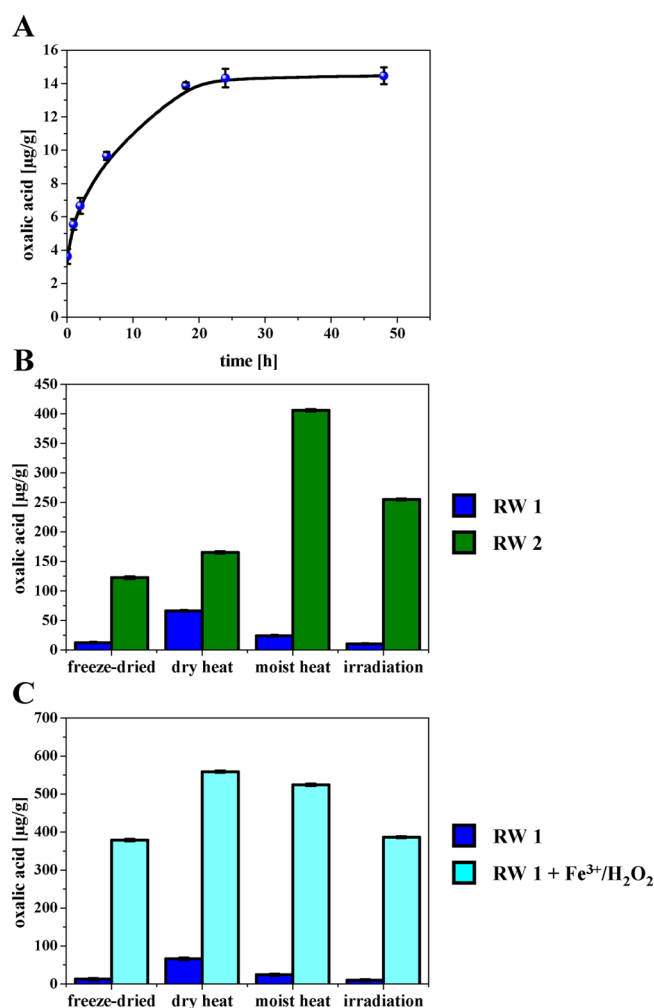 A
oxalic acid [µg/g]
16
14
12
10
8
6
4
2
0
0 10 20 30 40 50
time [h]
B
oxalic acid [µg/g]
450
400
350
300
250
200
150
100
50
0
freeze-dried dry heat moist heat irradiation
RW 1
RW 2
C
oxalic acid [µg/g]
700
600
500
400
300
200
100
0
freeze-dried dry heat moist heat irradiation
RW 1
RW 1 + Fe³⁺/H₂O₂